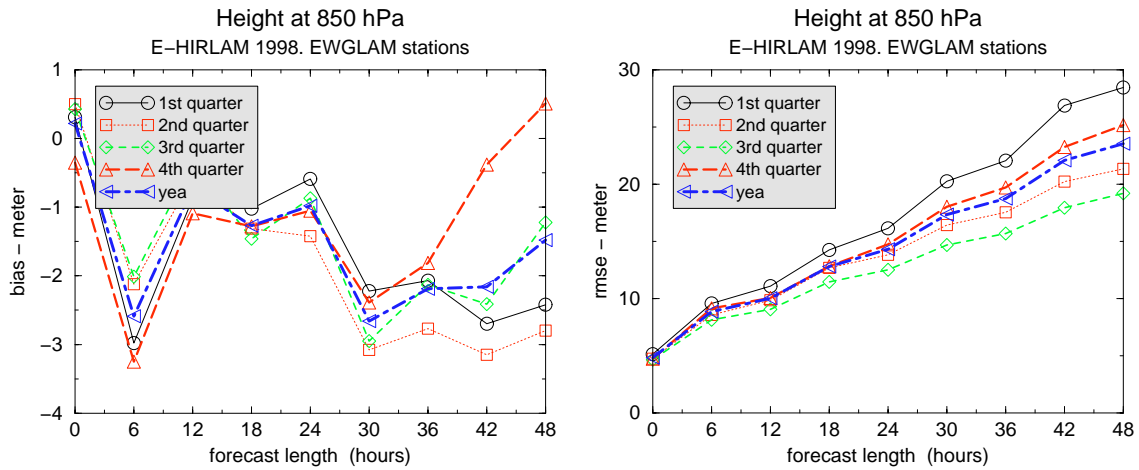 Height at 850 hPa
E−HIRLAM 1998. EWGLAM stations
1
0
−1
−2
−3
−4
bias − meter
1st quarter
2nd quarter
3rd quarter
4th quarter
yea
0 6 12 18 24 30 36 42 48
forecast length (hours)
Height at 850 hPa
E−HIRLAM 1998. EWGLAM stations
30
20
10
0
rmse − meter
1st quarter
2nd quarter
3rd quarter
4th quarter
yea
0 6 12 18 24 30 36 42 48
forecast length (hours)